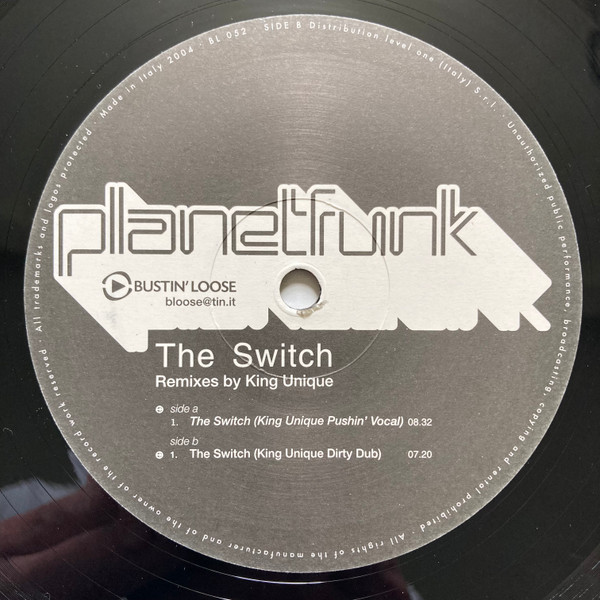 planetfunk
BUSTIN' LOOSE
bloose@tin.it
The Switch
Remixes by King Unique
side a
1. The Switch (King Unique Pushin' Vocal) 08.32
side b
1. The Switch (King Unique Dirty Dub) 07.20
All trademarks and logos protected · Made in Italy 2004 · BL 052 · SIDE B Distribution level one (Italy) S.r.l. · Unauthorized public performance, broadcasting, copying and rental prohibited · All rights of the manufacturer and of the owner of the record work reserved ·